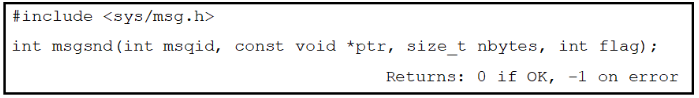 #include <sys/msg.h>
int msgsnd(int msqid, const void *ptr, size_t nbytes, int flag);
Returns: 0 if OK, -1 on error